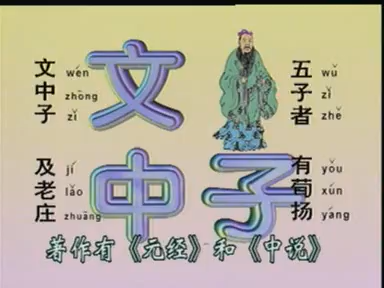 五子者
wǔ
zǐ
zhě
有荀扬
yǒu
xún
yáng
文中子
wén
zhōng
zǐ
及老庄
jí
lǎo
zhuāng
文
中子
著作有《元经》和《中说》